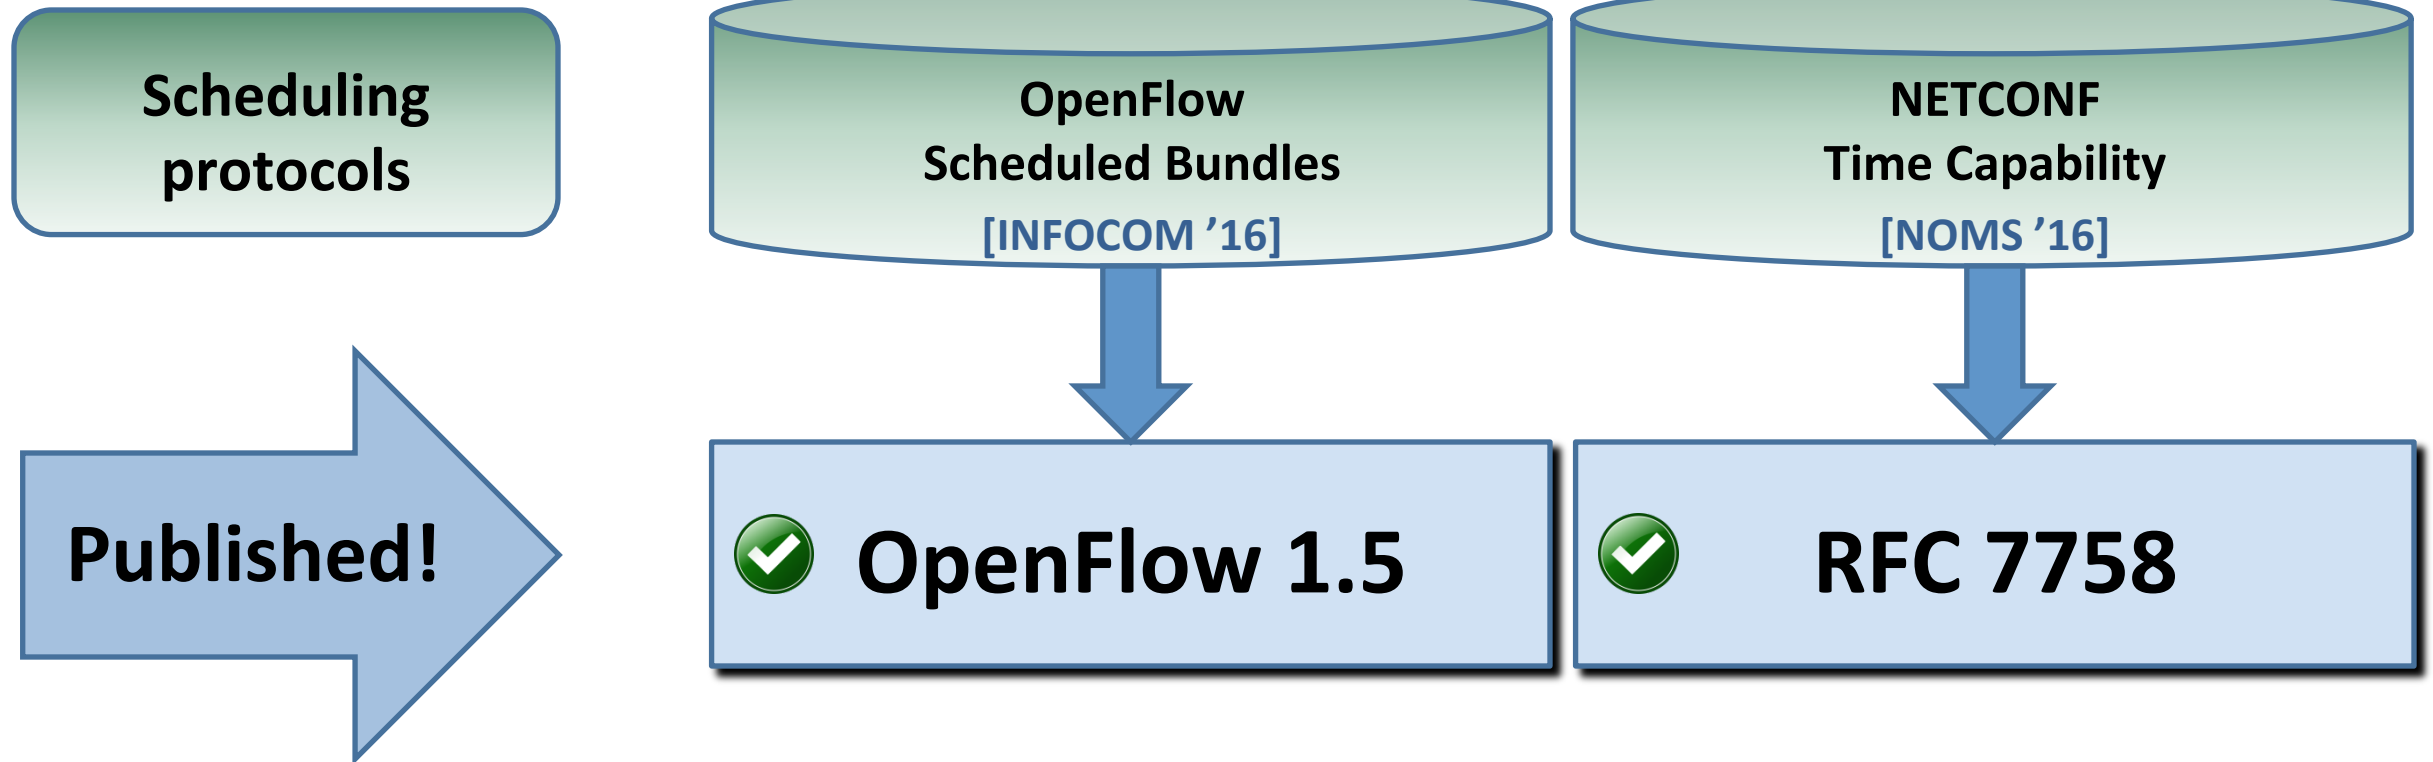 Scheduling
protocols
OpenFlow
Scheduled Bundles
[INFOCOM ’16]
NETCONF
Time Capability
[NOMS ’16]
Published!
OpenFlow 1.5
RFC 7758